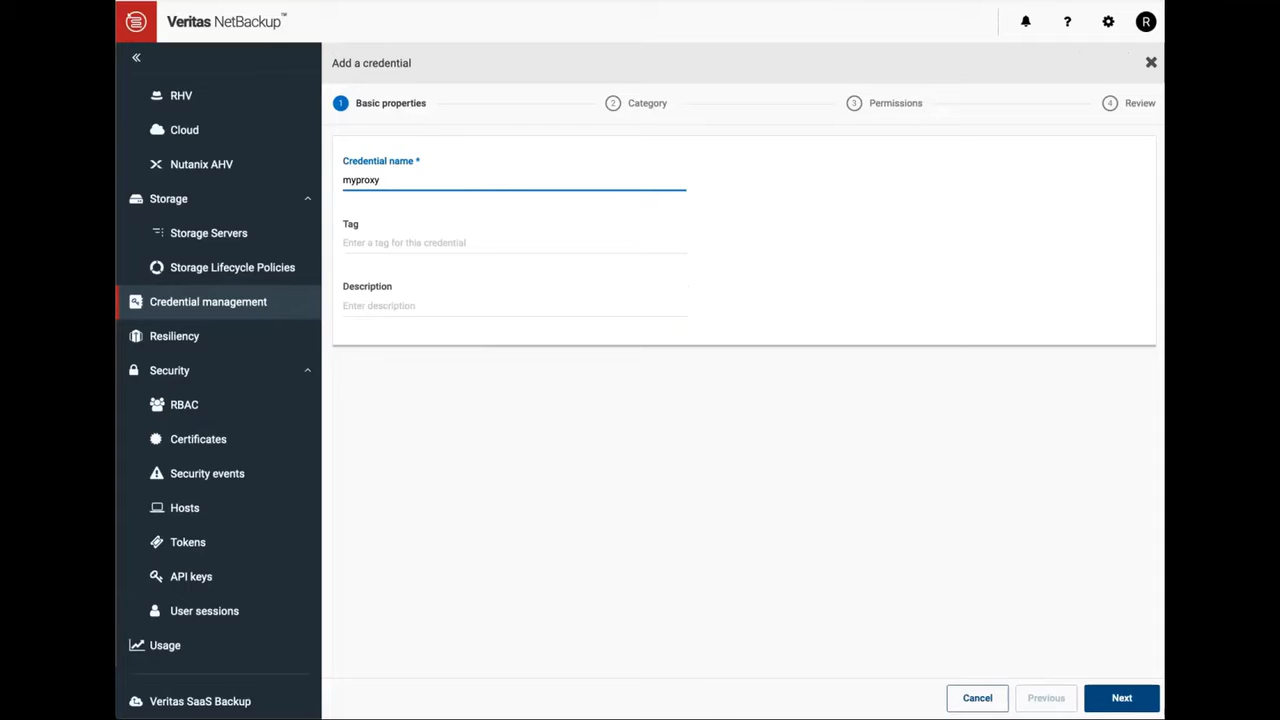 Veritas NetBackup™
R
Add a credential
1 Basic properties
2 Category
3 Permissions
4 Review
RHV
Cloud
Nutanix AHV
Storage
Storage Servers
Storage Lifecycle Policies
Credential management
Resiliency
Security
RBAC
Certificates
Security events
Hosts
Tokens
API keys
User sessions
Usage
Veritas SaaS Backup
Credential name *
myproxy
Tag
Enter a tag for this credential
Description
Enter description
Cancel
Previous
Next